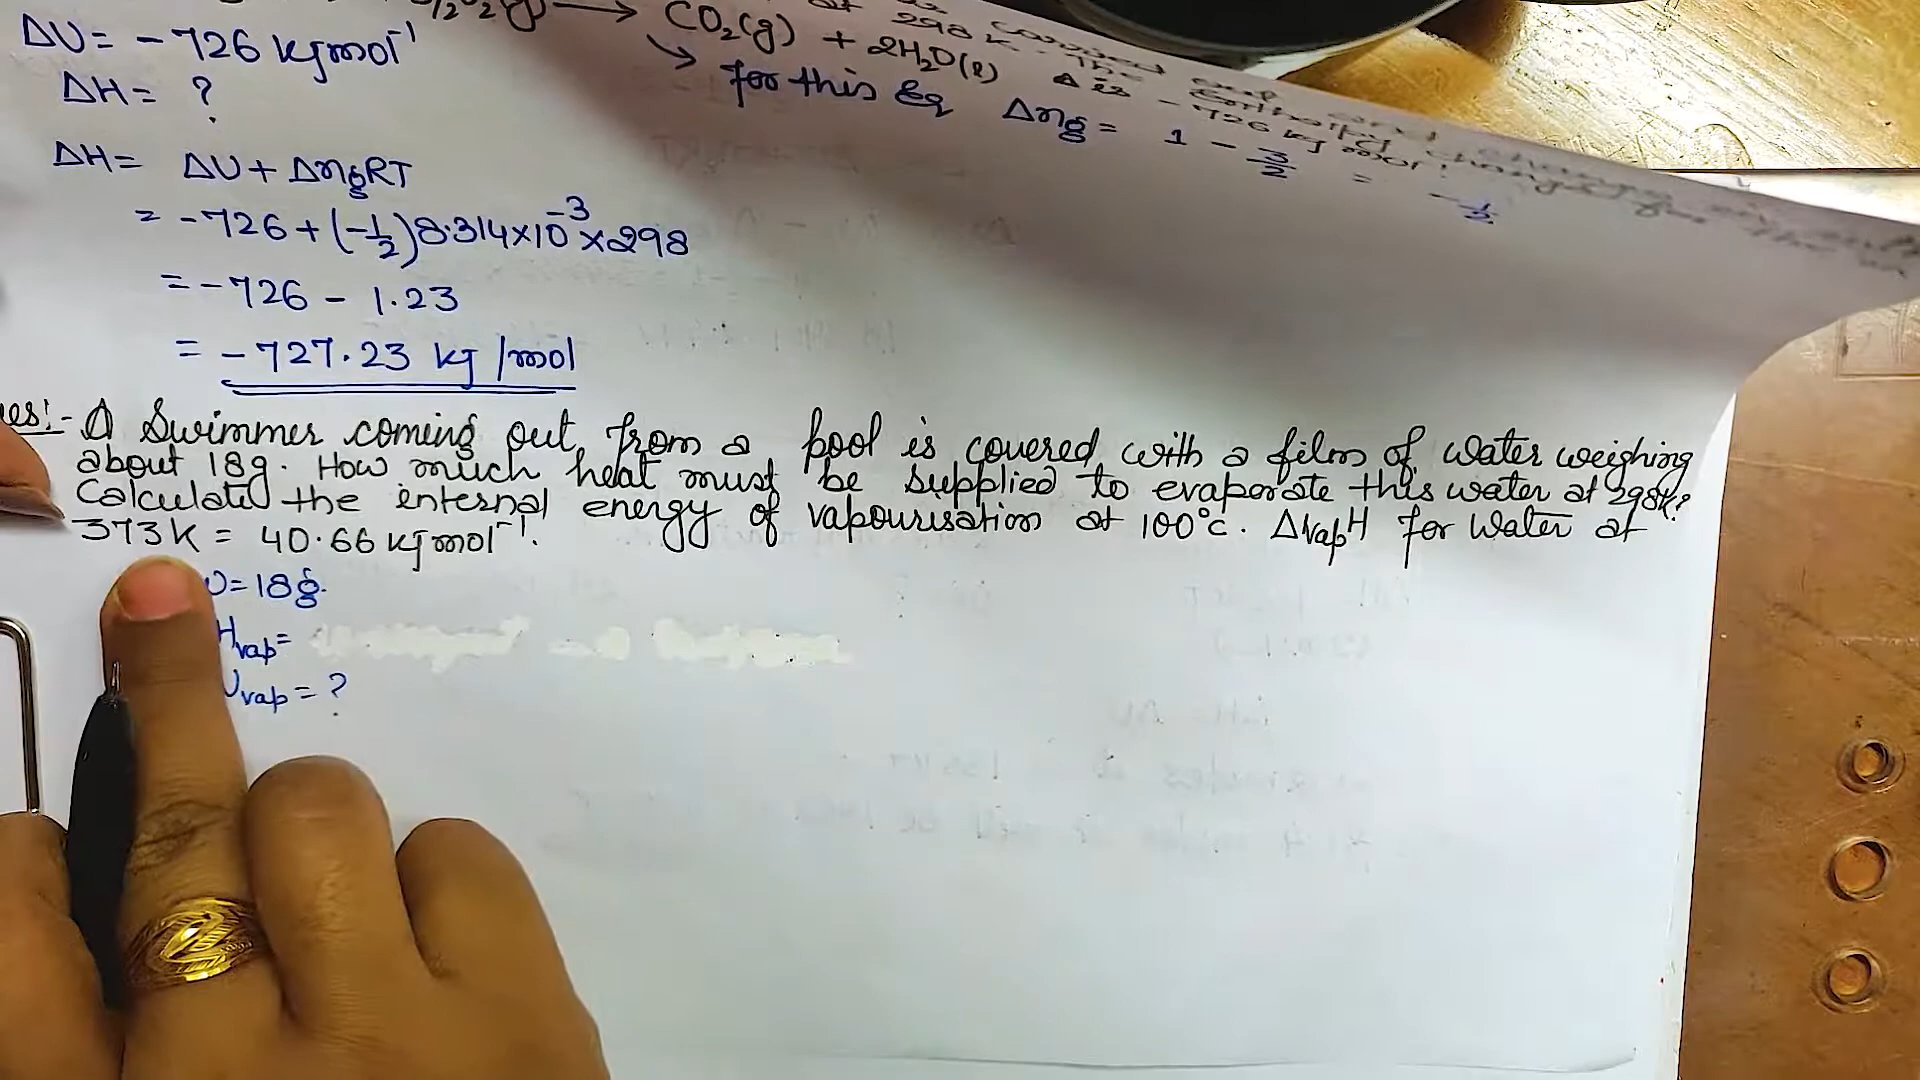 CO₂(g) + 2H₂O(l)
ΔU = -726 kJ mol⁻¹
ΔH = ?
for this Eq Δng = 1 - 3/2 = -1/2
ΔH = ΔU + ΔngRT
= -726 + (-1/2) 8.314 × 10⁻³ × 298
= -726 - 1.23
= -727.23 kJ/mol
A Swimmer coming out from a pool is covered with a film of water weighing
about 18g. How much heat must be supplied to evaporate this water at 298K?
Calculate the internal energy of vapourisation at 100°C. ΔvapH for Water at
373K = 40.66 kJ mol⁻¹.
= 18g.
Hvap =
Uvap = ?